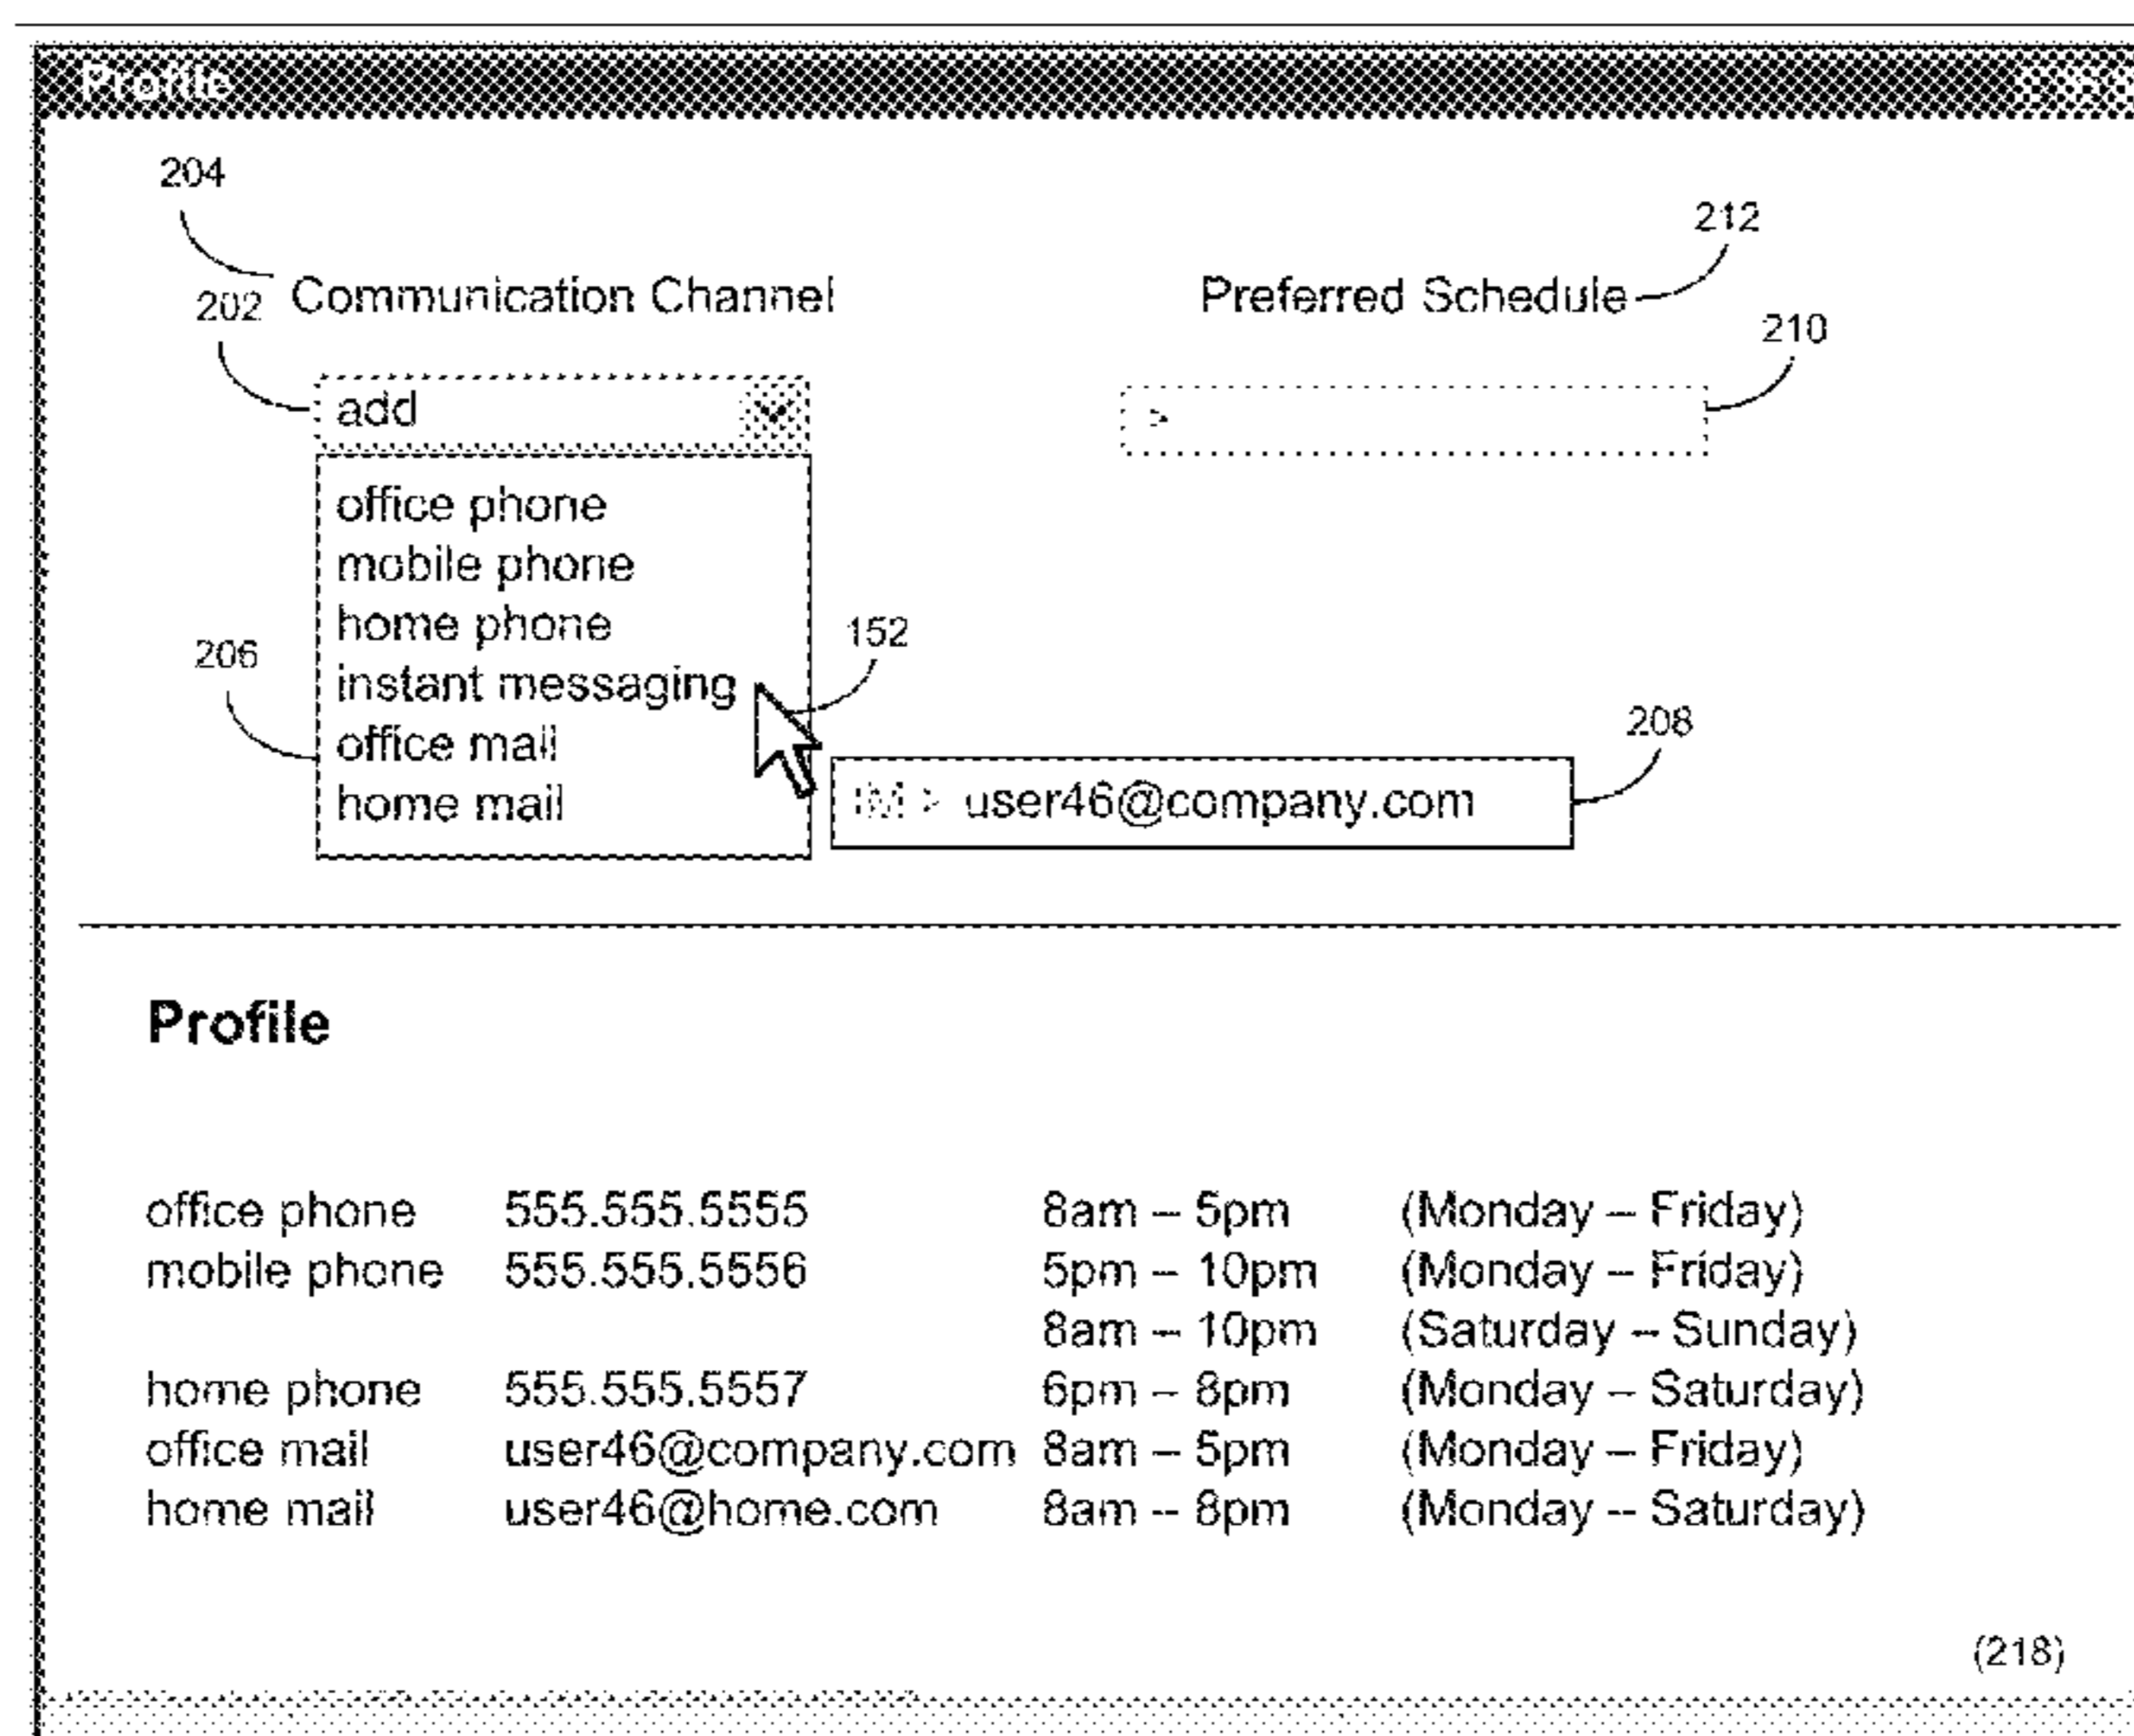 Profile
204
212
202 Communication Channel Preferred Schedule
210
add >
office phone
mobile phone
home phone
152
206
instant messaging
208
office mail
home mail
IM > user46@company.com
Profile
office phone 555.555.5555 8am – 5pm (Monday – Friday)
mobile phone 555.555.5556 5pm – 10pm (Monday – Friday)
8am – 10pm (Saturday – Sunday)
home phone 555.555.5557 6pm – 8pm (Monday – Saturday)
office mail user46@company.com 8am – 5pm (Monday – Friday)
home mail user46@home.com 8am – 8pm (Monday – Saturday)
(218)